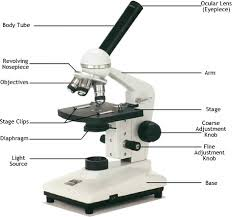 Ocular Lens
(Eyepiece)
Body Tube
Revolving
Nosepiece
Objectives
Arm
Stage Clips
Stage
Diaphragm
Coarse
Adjustment
Knob
Light
Source
Fine
Adjustment
Knob
Base